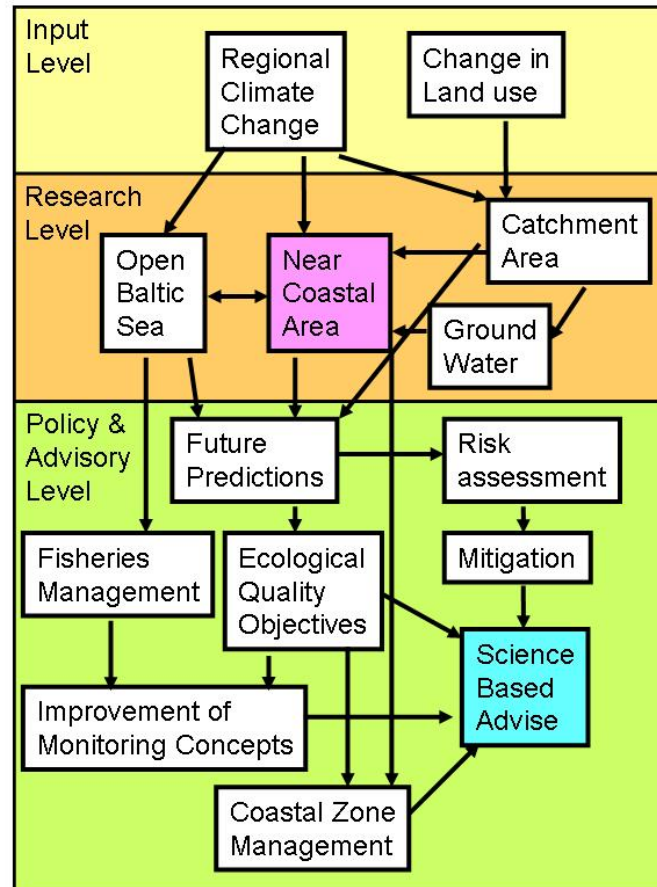 Input
Level
Regional
Climate
Change
Change in
Land use
Research
Level
Open
Baltic
Sea
Near
Coastal
Area
Catchment
Area
Ground
Water
Policy &
Advisory
Level
Future
Predictions
Risk
assessment
Fisheries
Management
Ecological
Quality
Objectives
Mitigation
Science
Based
Advise
Improvement of
Monitoring Concepts
Coastal Zone
Management